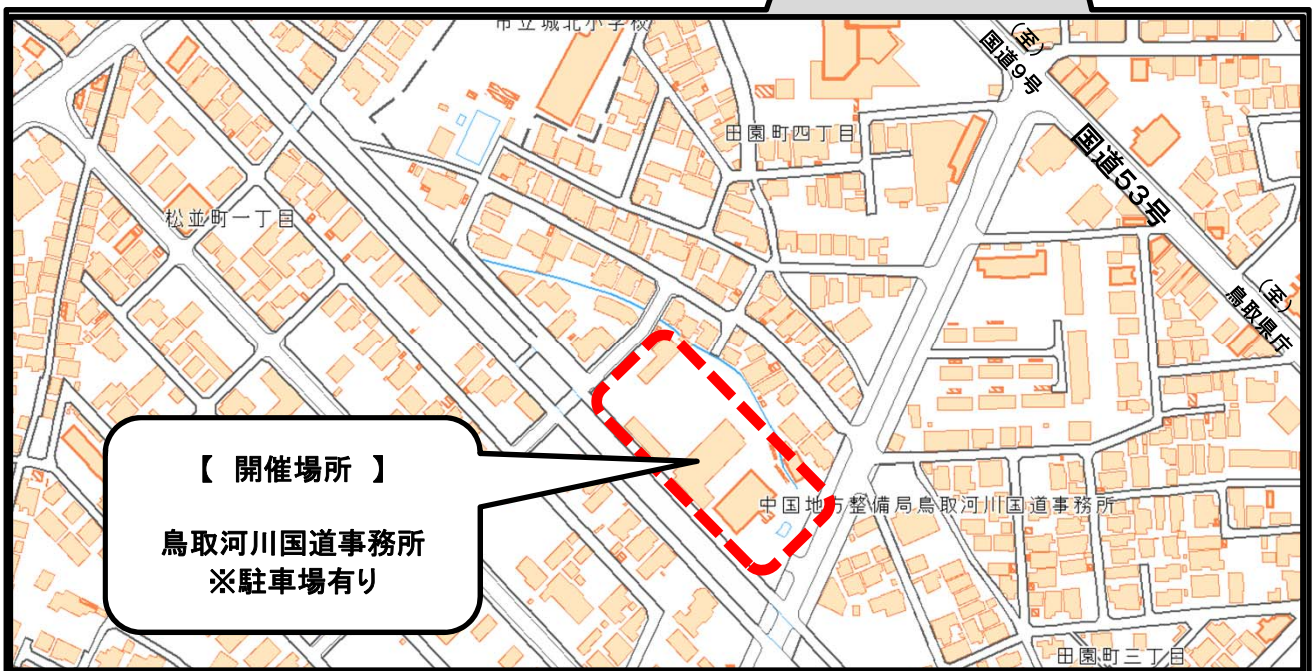 市立城北小学校
(至)
国道9号
田園町四丁目
国道53号
松並町一丁目
(至)
鳥取県庁
【 開催場所 】
鳥取河川国道事務所
※駐車場有り
中国地方整備局鳥取河川国道事務所
田園町三丁目